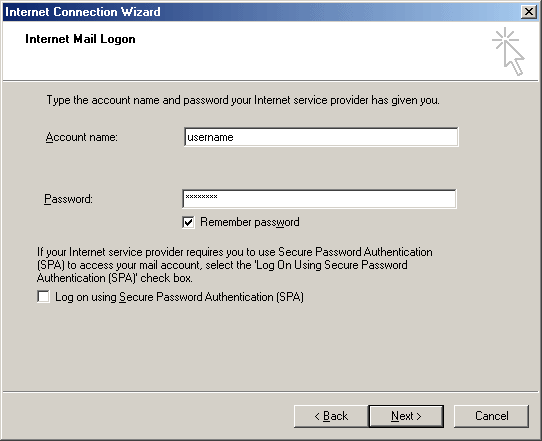 Internet Connection Wizard
Internet Mail Logon
Type the account name and password your Internet service provider has given you.
Account name:
username
Password:
xxxxxxxx
Remember password
If your Internet service provider requires you to use Secure Password Authentication
(SPA) to access your mail account, select the 'Log On Using Secure Password
Authentication (SPA)' check box.
Log on using Secure Password Authentication (SPA)
< Back
Next >
Cancel